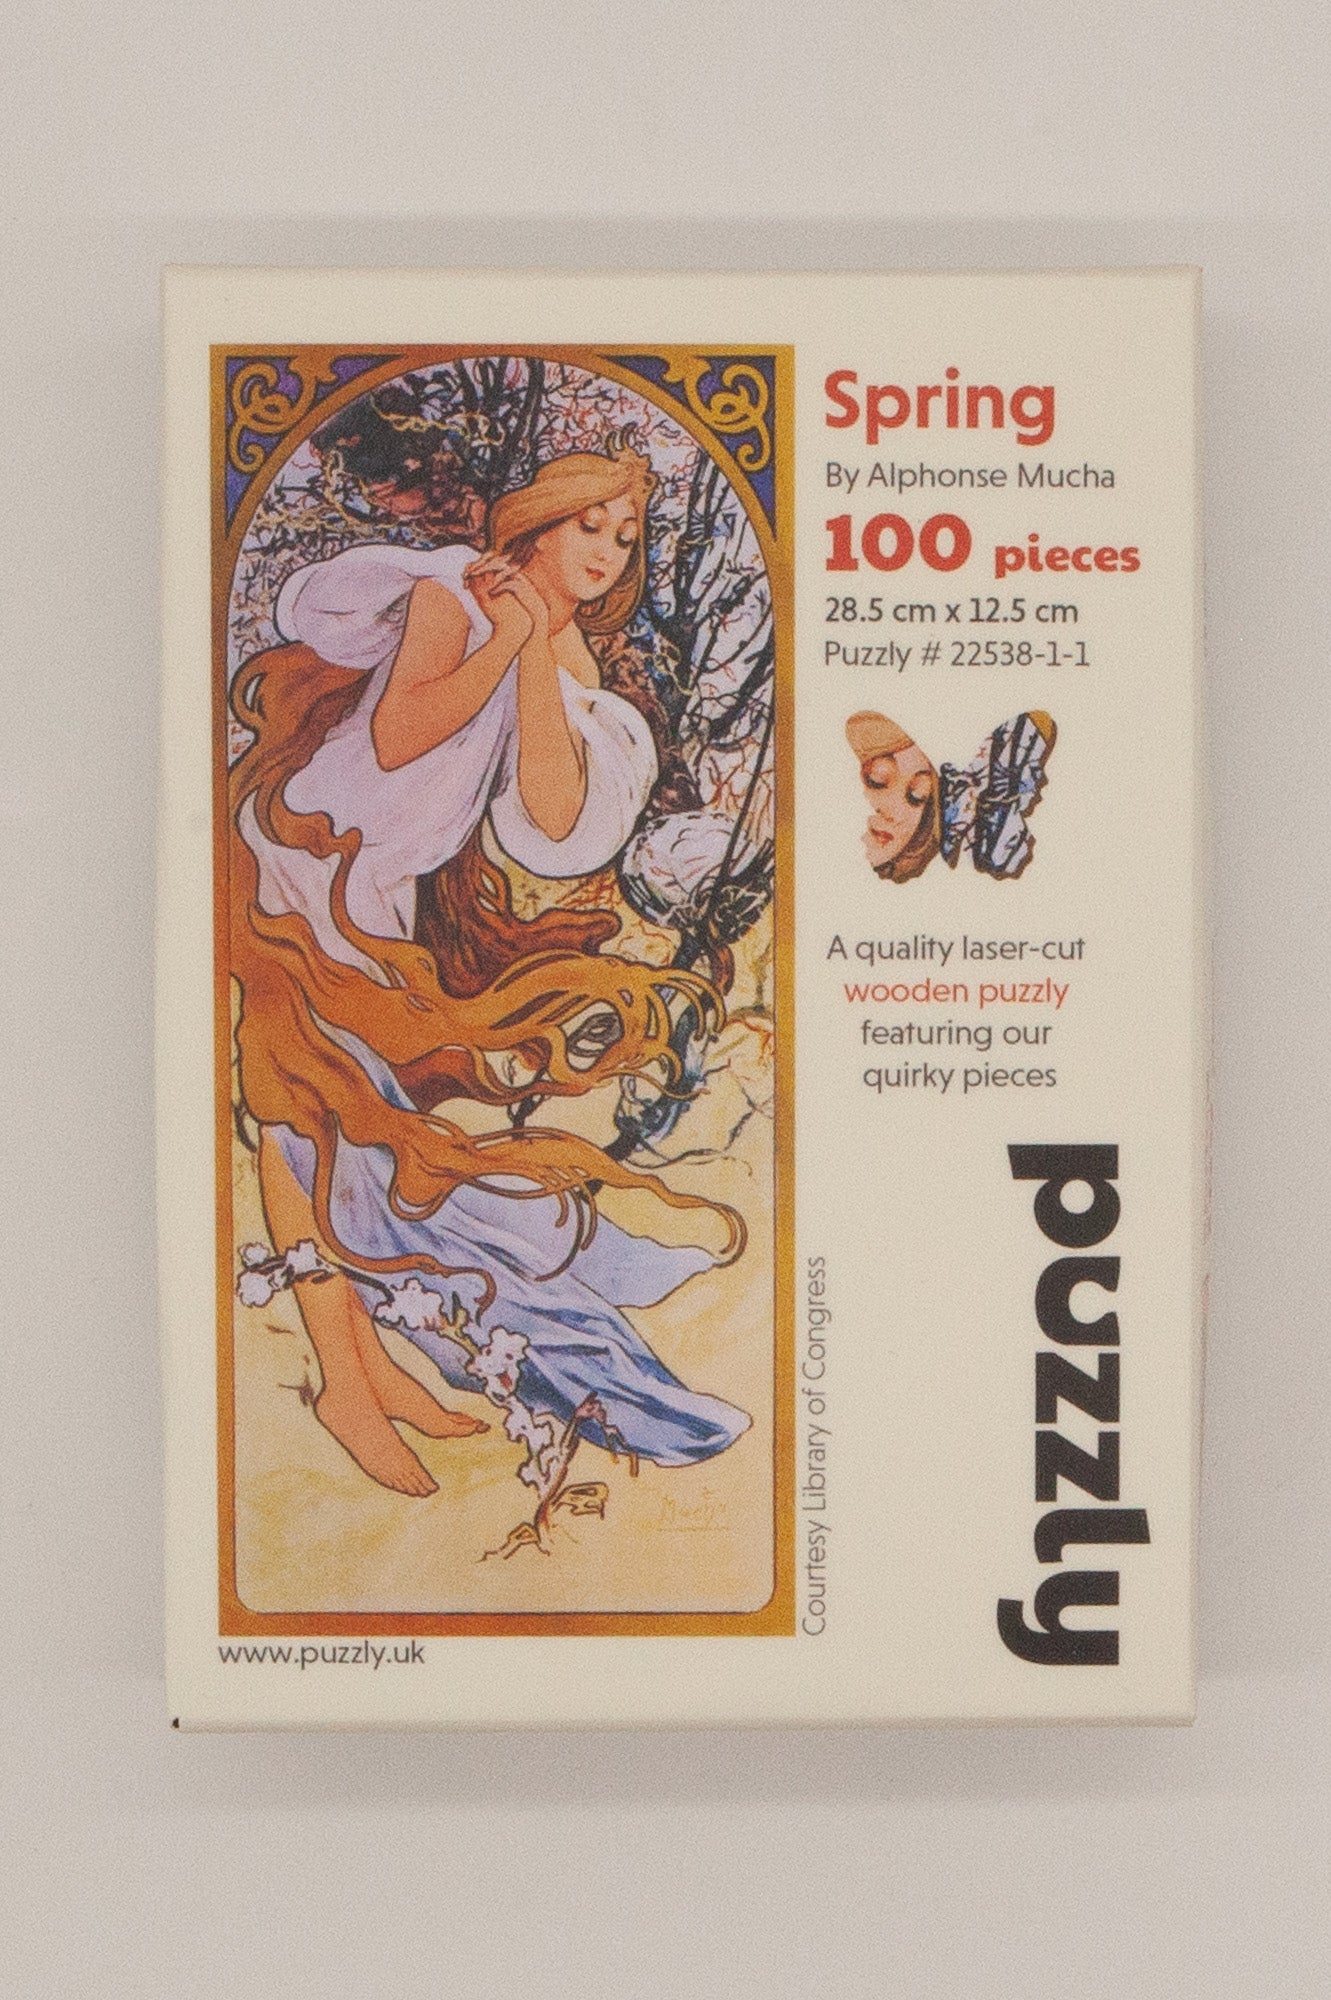 Spring
By Alphonse Mucha
100 pieces
28.5 cm x 12.5 cm
Puzzly # 22538-1-1
A quality laser-cut
wooden puzzly
featuring our
quirky pieces
puzzly
Courtesy Library of Congress
Mucha
www.puzzly.uk